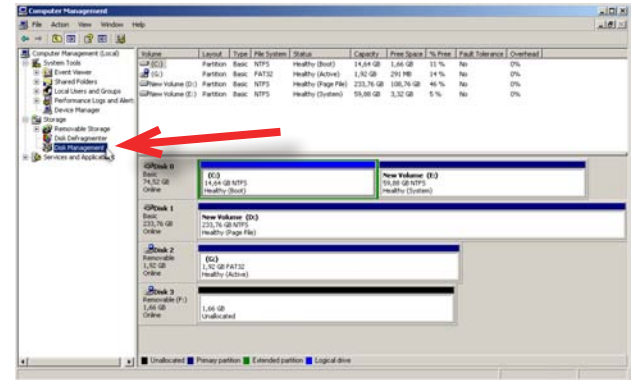 Computer Management
File Action View Window Help
Computer Management (Local)
System Tools
Event Viewer
Shared Folders
Local Users and Groups
Performance Logs and Alert
Device Manager
Storage
Removable Storage
Disk Defragmenter
Disk Management
Services and Applications
Volume Layout Type File System Status Capacity Free Space % Free Fault Tolerance Overhead
(C:) Partition Basic NTFS Healthy (Boot) 14,64 GB 1,66 GB 11 % No 0%
(G:) Partition Basic FAT32 Healthy (Active) 1,92 GB 291 MB 14 % No 0%
New Volume (D:) Partition Basic NTFS Healthy (Page File) 233,76 GB 108,76 GB 46 % No 0%
New Volume (E:) Partition Basic NTFS Healthy (System) 59,88 GB 3,32 GB 5 % No 0%
Disk 0
Basic
74,52 GB
Online
(C:)
14,64 GB NTFS
Healthy (Boot)
New Volume (E:)
59,88 GB NTFS
Healthy (System)
Disk 1
Basic
233,76 GB
Online
New Volume (D:)
233,76 GB NTFS
Healthy (Page File)
Disk 2
Removable
1,92 GB
Online
(G:)
1,92 GB FAT32
Healthy (Active)
Disk 3
Removable (F:)
1,66 GB
Online
1,66 GB
Unallocated
Unallocated Primary partition Extended partition Logical drive